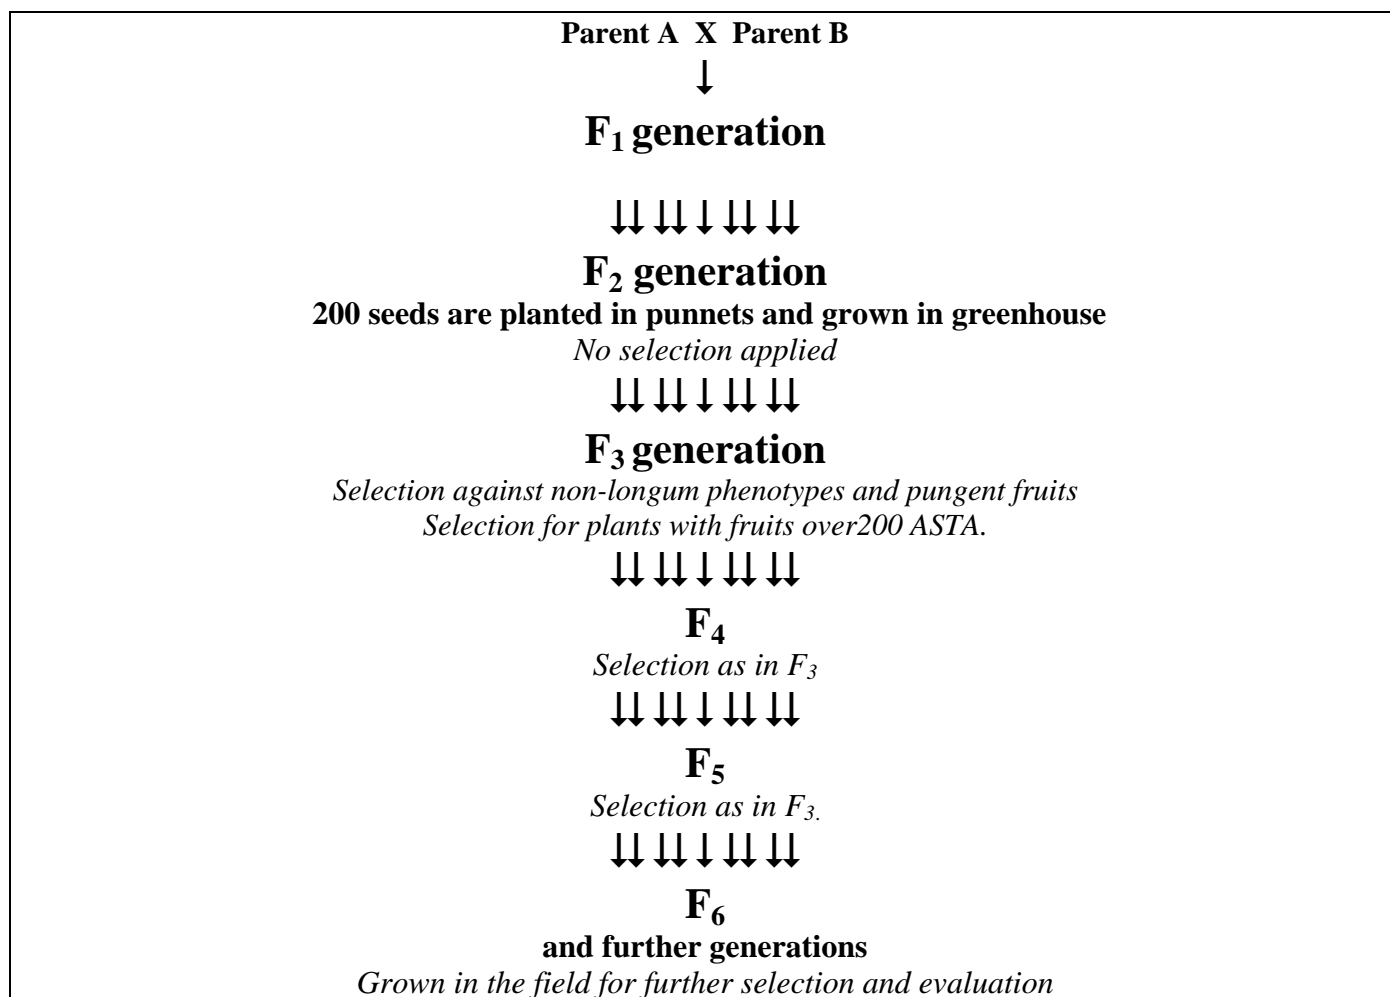 Parent A X Parent B
↓
F₁ generation
↓↓ ↓↓ ↓ ↓↓ ↓↓
F₂ generation
200 seeds are planted in punnets and grown in greenhouse
No selection applied
↓↓ ↓↓ ↓ ↓↓ ↓↓
F₃ generation
Selection against non-longum phenotypes and pungent fruits
Selection for plants with fruits over200 ASTA.
↓↓ ↓↓ ↓ ↓↓ ↓↓
F₄
Selection as in F₃
↓↓ ↓↓ ↓ ↓↓ ↓↓
F₅
Selection as in F₃.
↓↓ ↓↓ ↓ ↓↓ ↓↓
F₆
and further generations
Grown in the field for further selection and evaluation